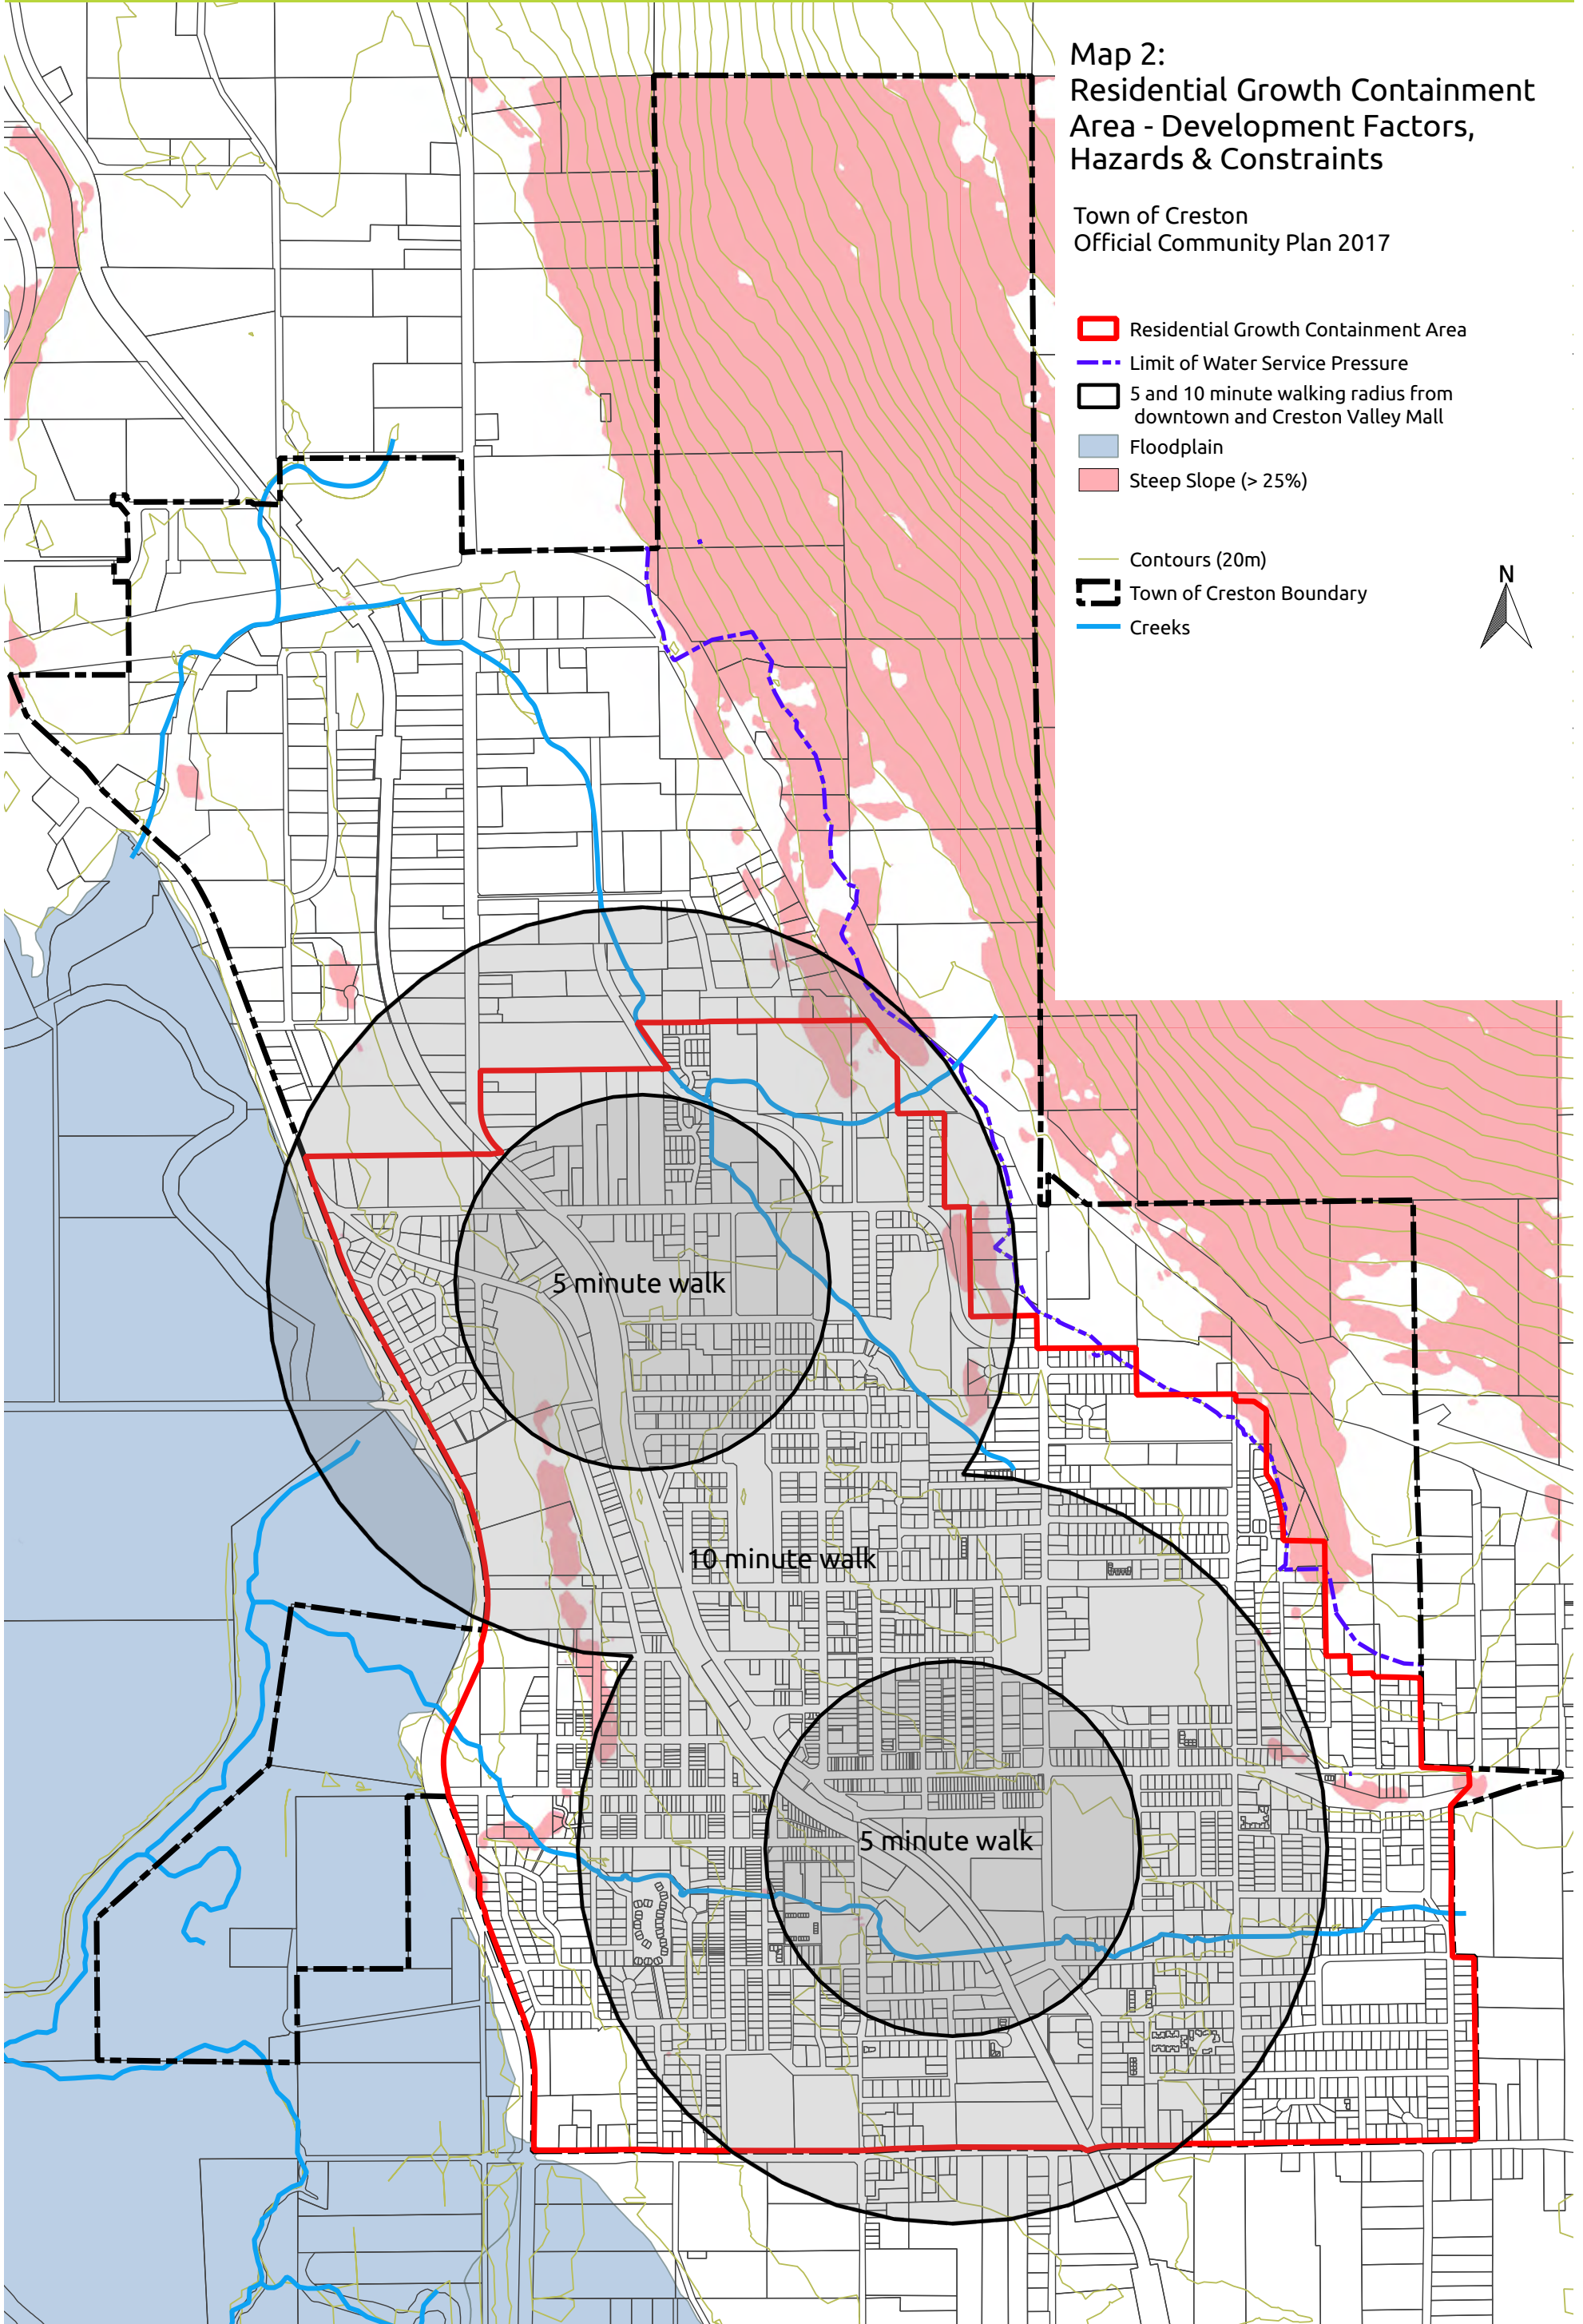 Map 2:
Residential Growth Containment
Area - Development Factors,
Hazards & Constraints
Town of Creston
Official Community Plan 2017
Residential Growth Containment Area
Limit of Water Service Pressure
5 and 10 minute walking radius from
downtown and Creston Valley Mall
Floodplain
Steep Slope (> 25%)
Contours (20m)
Town of Creston Boundary
Creeks
N
5 minute walk
10 minute walk
5 minute walk